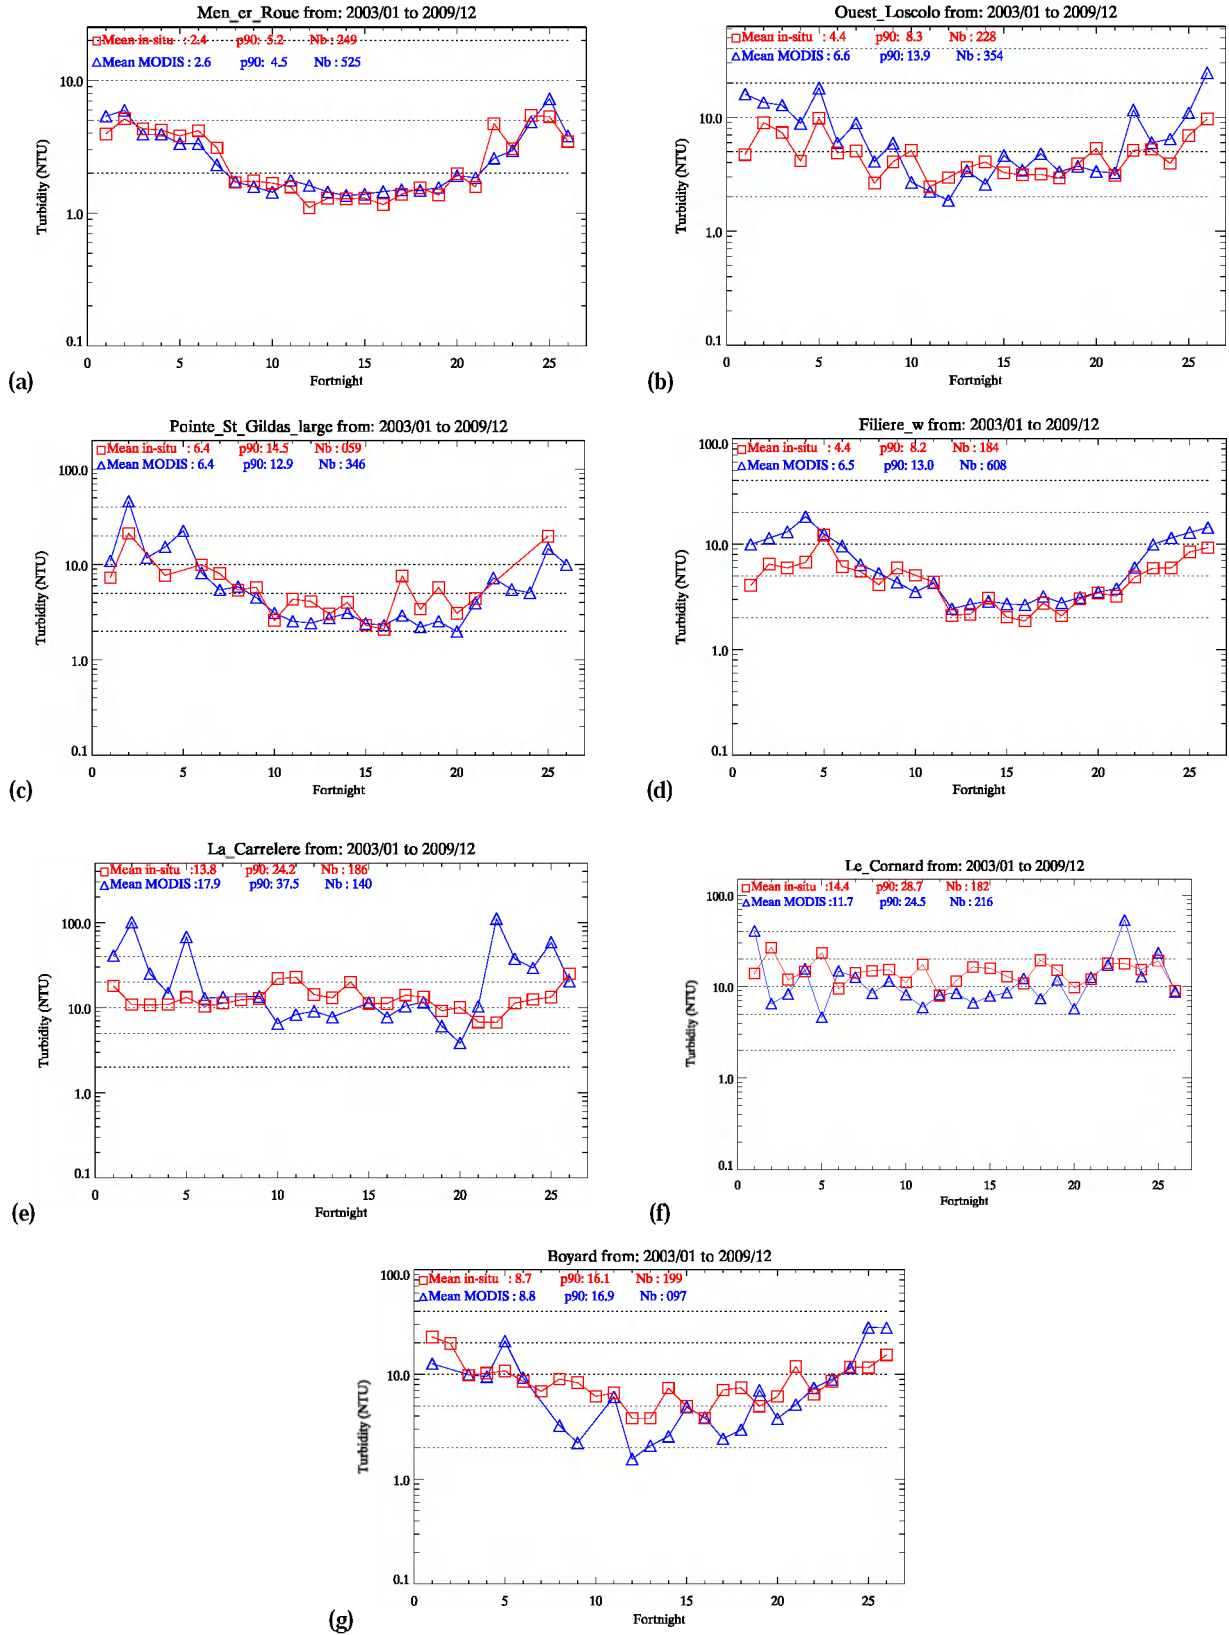 Men_er_Roue from: 2003/01 to 2009/12
Mean in-situ : 2.4 p90: 5.2 Nb : 249
Mean MODIS : 2.6 p90: 4.5 Nb : 525
Turbidity (NTU)
10.0
1.0
0.1
0 5 10 15 20 25
Fortnight
(a)
Ouest_Loscolo from: 2003/01 to 2009/12
Mean in-situ : 4.4 p90: 8.3 Nb : 228
Mean MODIS : 6.6 p90: 13.9 Nb : 354
Turbidity (NTU)
10.0
1.0
0.1
0 5 10 15 20 25
Fortnight
(b)
Pointe_St_Gildas_large from: 2003/01 to 2009/12
Mean in-situ : 6.4 p90: 14.5 Nb : 059
Mean MODIS : 6.4 p90: 12.9 Nb : 346
Turbidity (NTU)
100.0
10.0
1.0
0.1
0 5 10 15 20 25
Fortnight
(c)
Filiere_w from: 2003/01 to 2009/12
Mean in-situ : 4.4 p90: 8.2 Nb : 184
Mean MODIS : 6.5 p90: 13.0 Nb : 608
Turbidity (NTU)
100.0
10.0
1.0
0.1
0 5 10 15 20 25
Fortnight
(d)
La_Carrelere from: 2003/01 to 2009/12
Mean in-situ :13.8 p90: 24.2 Nb : 186
Mean MODIS :17.9 p90: 37.5 Nb : 140
Turbidity (NTU)
100.0
10.0
1.0
0.1
0 5 10 15 20 25
Fortnight
(e)
Le_Cornard from: 2003/01 to 2009/12
Mean in-situ :14.4 p90: 28.7 Nb : 182
Mean MODIS :11.7 p90: 24.5 Nb : 216
Turbidity (NTU)
100.0
10.0
1.0
0.1
0 5 10 15 20 25
Fortnight
(f)
Boyard from: 2003/01 to 2009/12
Mean in-situ : 8.7 p90: 16.1 Nb : 199
Mean MODIS : 8.8 p90: 16.9 Nb : 097
Turbidity (NTU)
100.0
10.0
1.0
0.1
0 5 10 15 20 25
Fortnight
(g)